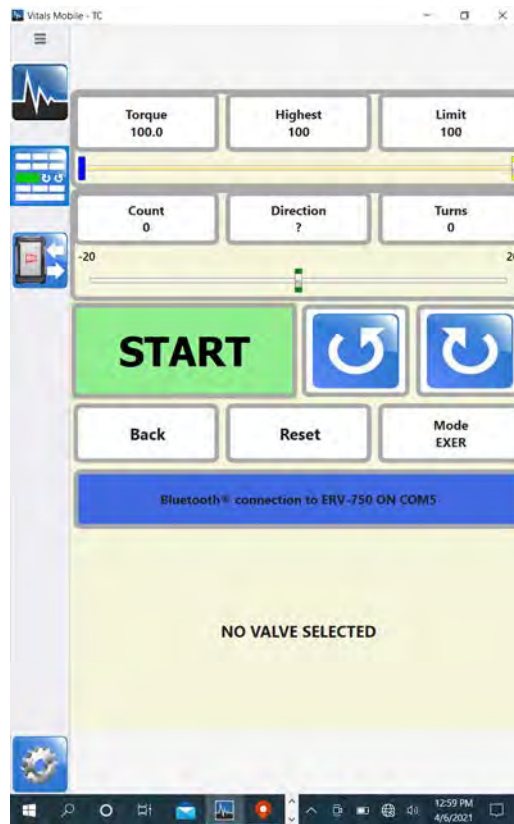 Vitals Mobile - TC
Torque
100.0
Highest
100
Limit
100
Count
0
Direction
?
Turns
0
-20
START
Back
Reset
Mode
EXER
Bluetooth® connection to ERV-750 ON COM5
NO VALVE SELECTED
12:59 PM
4/6/2021